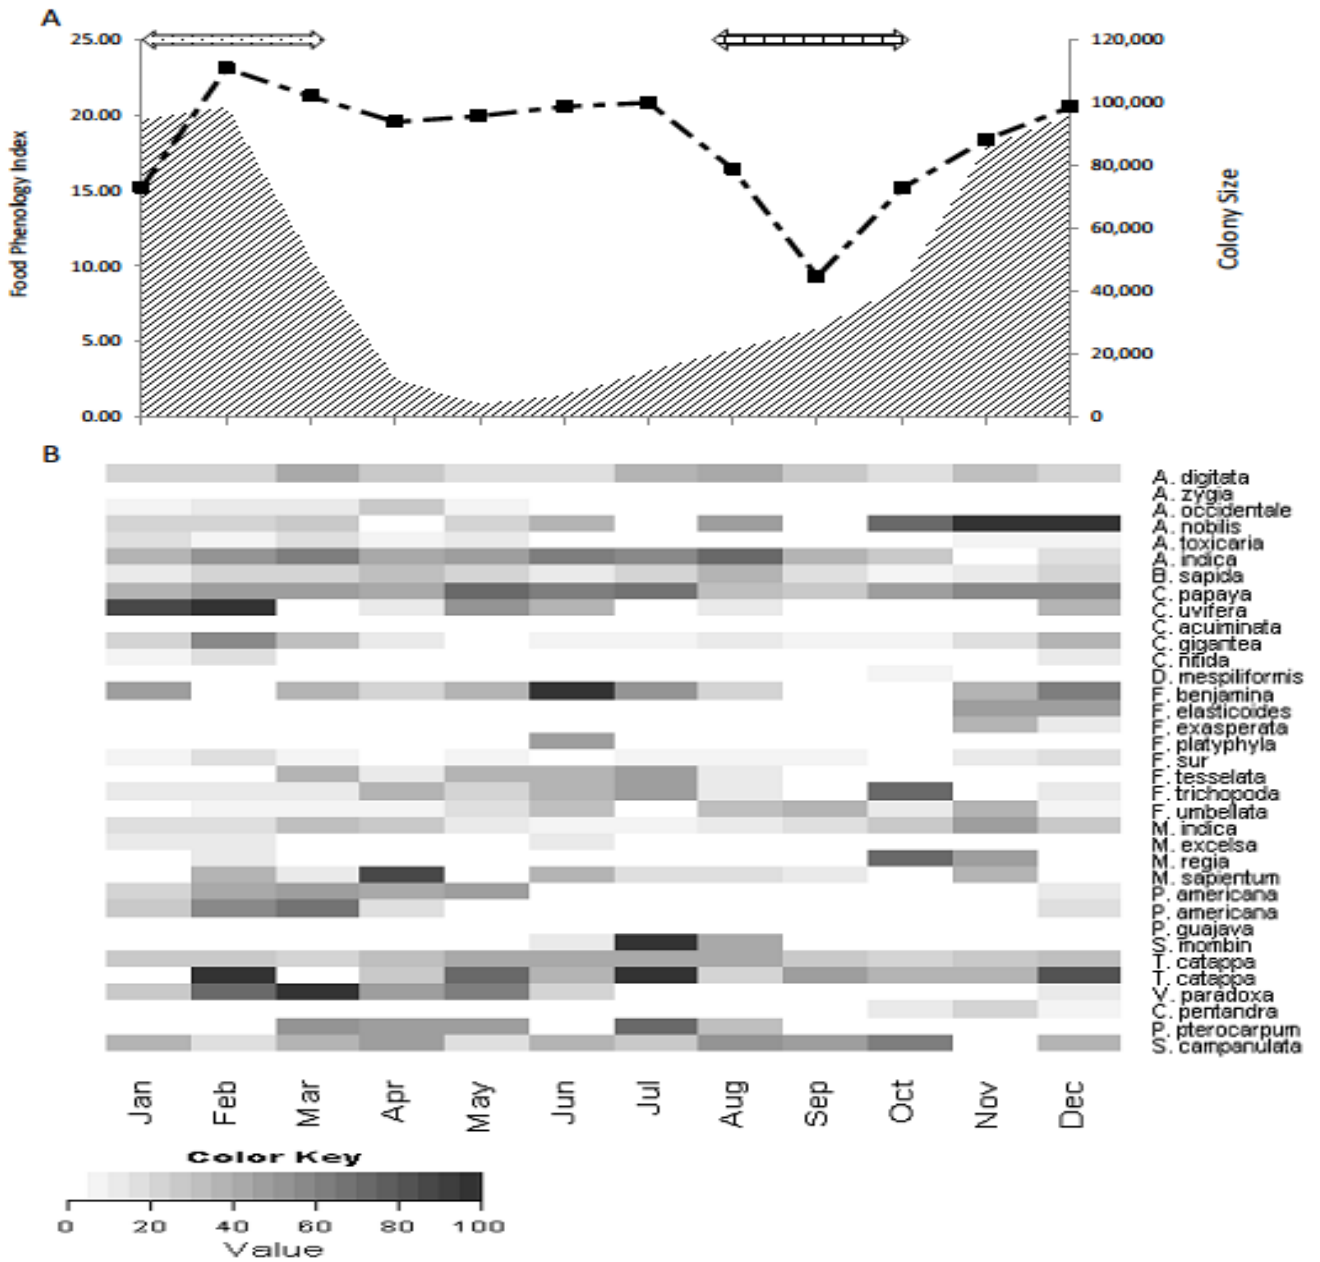 A
25.00
20.00
15.00
10.00
5.00
0.00
Food Phenology Index
120,000
100,000
80,000
60,000
40,000
20,000
0
Colony Size
B
A. digitata
A. zygia
A. occidentale
A. nobilis
A. toxicaria
A. indica
B. sapida
C. papaya
C. uvifera
C. acuiminata
C. gigantea
C. nitida
D. mespiliformis
F. benjamina
F. elasticoides
F. exasperata
F. platyphyla
F. sur
F. tesselata
F. trichopoda
F. umbellata
M. indica
M. excelsa
M. regia
M. sapientum
P. americana
P. americana
P. guajava
S. mombin
T. catappa
T. catappa
V. paradoxa
C. pentandra
P. pterocarpum
S. campanulata
Jan Feb Mar Apr May Jun Jul Aug Sep Oct Nov Dec
Color Key
0 20 40 60 80 100
Value